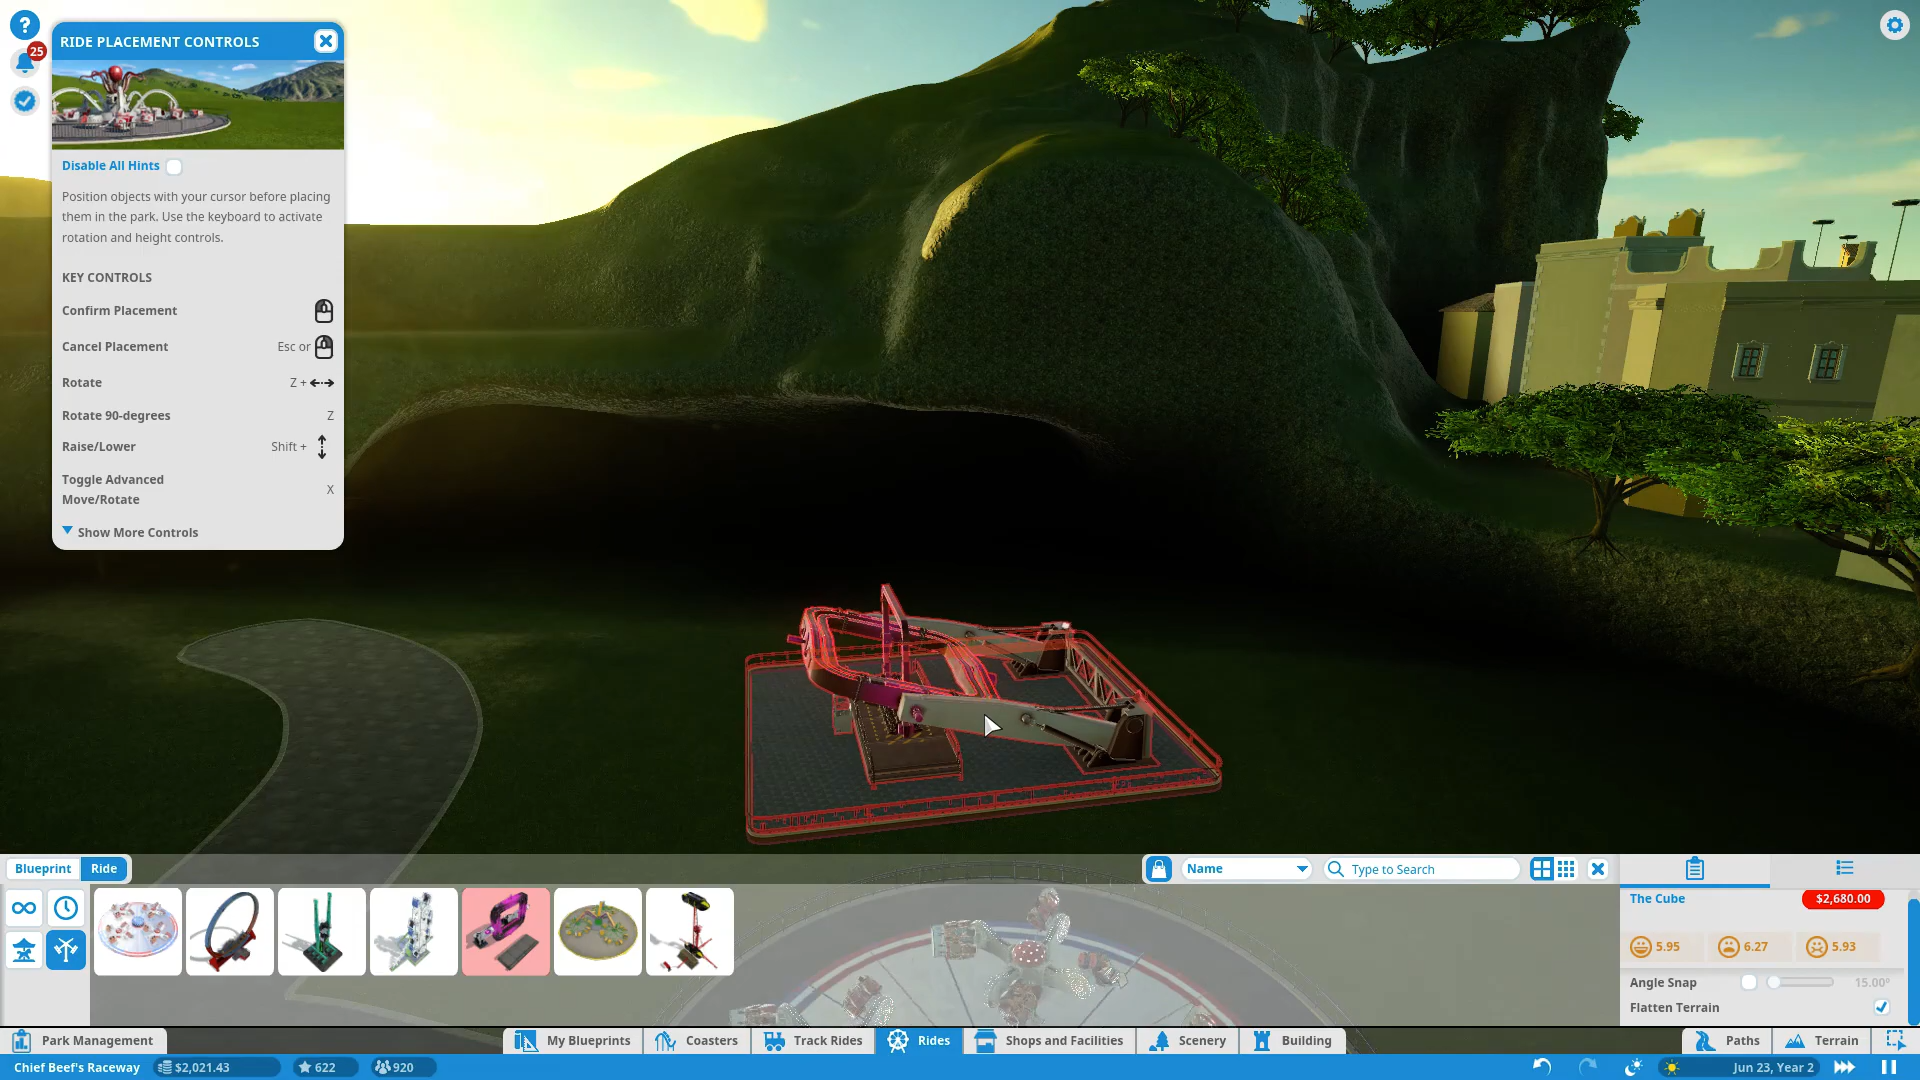 ?
25
RIDE PLACEMENT CONTROLS
Disable All Hints
Position objects with your cursor before placing
them in the park. Use the keyboard to activate
rotation and height controls.
KEY CONTROLS
Confirm Placement
Cancel Placement Esc or
Rotate Z +
Rotate 90-degrees Z
Raise/Lower Shift +
Toggle Advanced
Move/Rotate X
Show More Controls
Blueprint Ride
Name Type to Search
The Cube $2,680.00
5.95 6.27 5.93
Angle Snap 15.00°
Flatten Terrain
Park Management My Blueprints Coasters Track Rides Rides Shops and Facilities Scenery Building Paths Terrain
Chief Beef's Raceway $2,021.43 622 920 Jun 23, Year 2